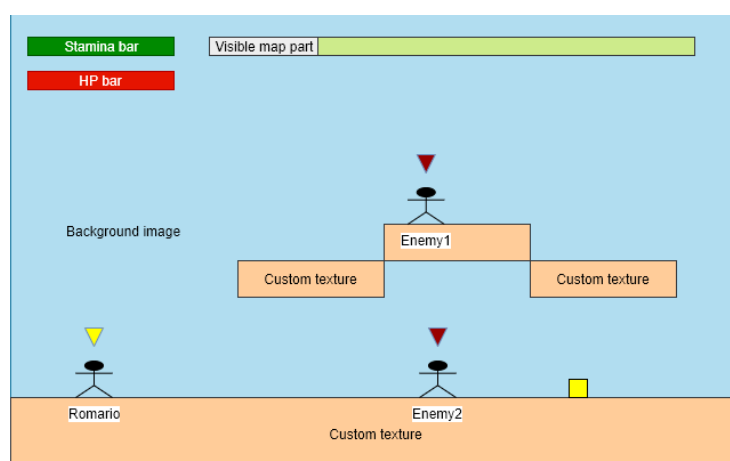 Stamina bar
Visible map part
HP bar
Background image
Enemy1
Custom texture
Custom texture
Romario
Enemy2
Custom texture